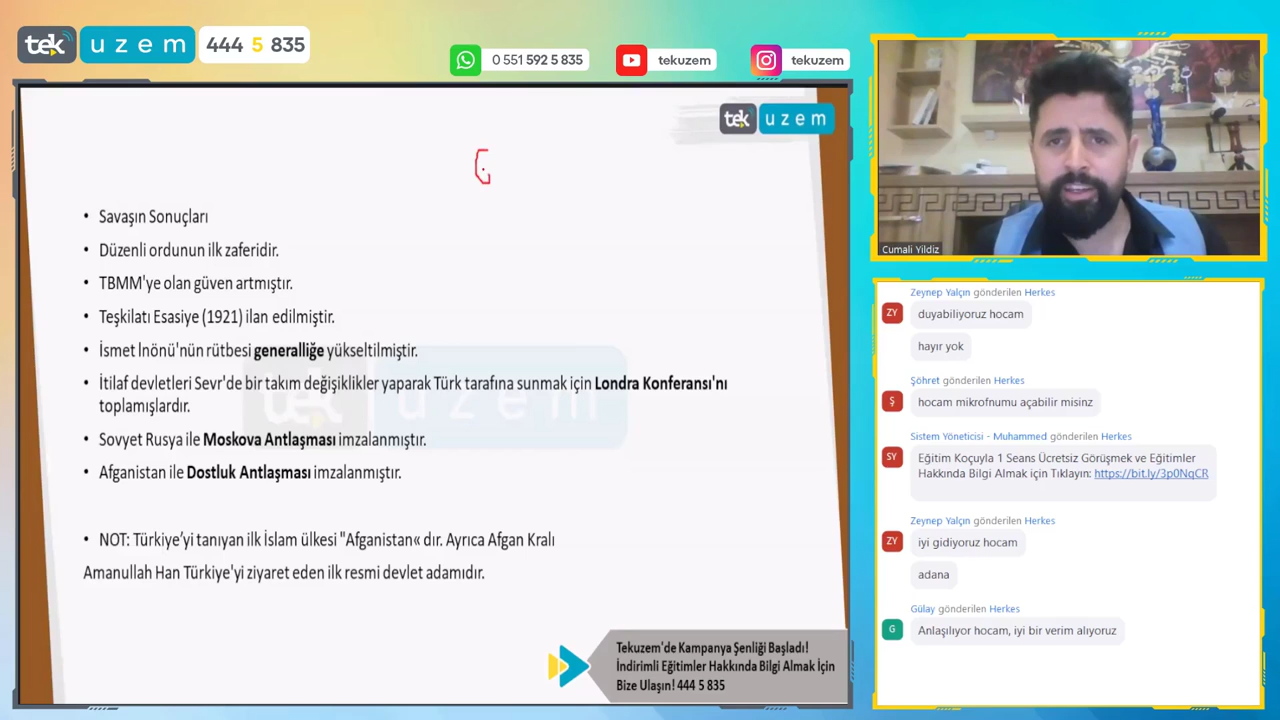 tek uzem 444 5 835
0 551 592 5 835
tekuzem
tekuzem
tek uzem
• Savaşın Sonuçları
• Düzenli ordunun ilk zaferidir.
• TBMM'ye olan güven artmıştır.
• Teşkilatı Esasiye (1921) ilan edilmiştir.
• İsmet İnönü'nün rütbesi generalliğe yükseltilmiştir.
• İtilaf devletleri Sevr'de bir takım değişiklikler yaparak Türk tarafına sunmak için Londra Konferansı'nı
toplamışlardır.
• Sovyet Rusya ile Moskova Antlaşması imzalanmıştır.
• Afganistan ile Dostluk Antlaşması imzalanmıştır.
• NOT: Türkiye’yi tanıyan ilk İslam ülkesi "Afganistan« dır. Ayrıca Afgan Kralı
Amanullah Han Türkiye'yi ziyaret eden ilk resmi devlet adamıdır.
tek uzem
Tekuzem'de Kampanya Şenliği Başladı!
İndirimli Eğitimler Hakkında Bilgi Almak İçin
Bize Ulaşın! 444 5 835
Cumali Yildiz
Zeynep Yalçın gönderilen Herkes
ZY duyabiliyoruz hocam
hayır yok
Şöhret gönderilen Herkes
Ş hocam mikrofnumu açabilir misinz
Sistem Yöneticisi - Muhammed gönderilen Herkes
SY Eğitim Koçuyla 1 Seans Ücretsiz Görüşmek ve Eğitimler
Hakkında Bilgi Almak için Tıklayın: https://bit.ly/3p0NqCR
Zeynep Yalçın gönderilen Herkes
ZY iyi gidiyoruz hocam
adana
Gülay gönderilen Herkes
G Anlaşılıyor hocam, iyi bir verim alıyoruz